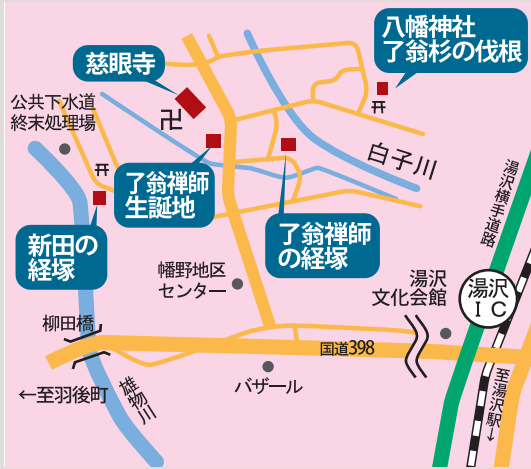 八幡神社
了翁杉の伐根
慈眼寺
公共下水道
終末処理場
白子川
了翁禅師
生誕地
湯沢横手道路
新田の
経塚
了翁禅師
の経塚
幡野地区
センター
湯沢
文化会館
湯沢
IC
柳田橋
国道398
←至羽後町
雄物川
バザール
至湯沢駅→